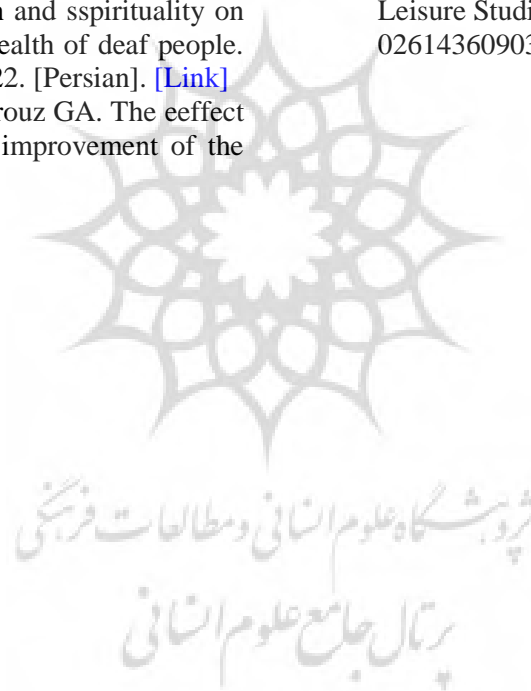 n and sspirituality on
ealth of deaf people.
22. [Persian]. [Link]
rouz GA. The eeffect
improvement of the
Leisure Studi
02614360903
پژوهشگاه علوم انسانی و مطالعات فرهنگی
پرتال جامع علوم انسانی